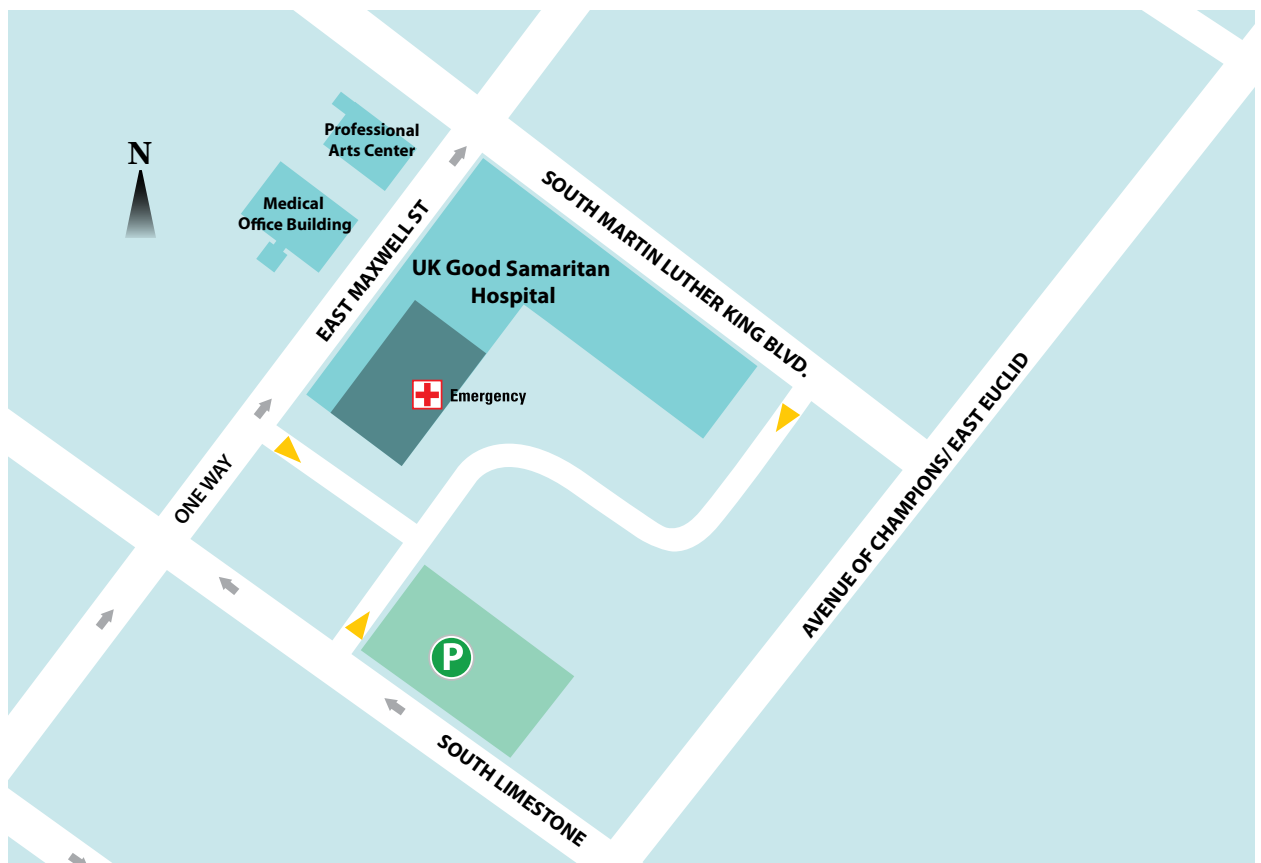 N
Professional
Arts Center
Medical
Office Building
SOUTH MARTIN LUTHER KING BLVD.
EAST MAXWELL ST
UK Good Samaritan
Hospital
Emergency
ONE WAY
AVENUE OF CHAMPIONS/ EAST EUCLID
P
SOUTH LIMESTONE